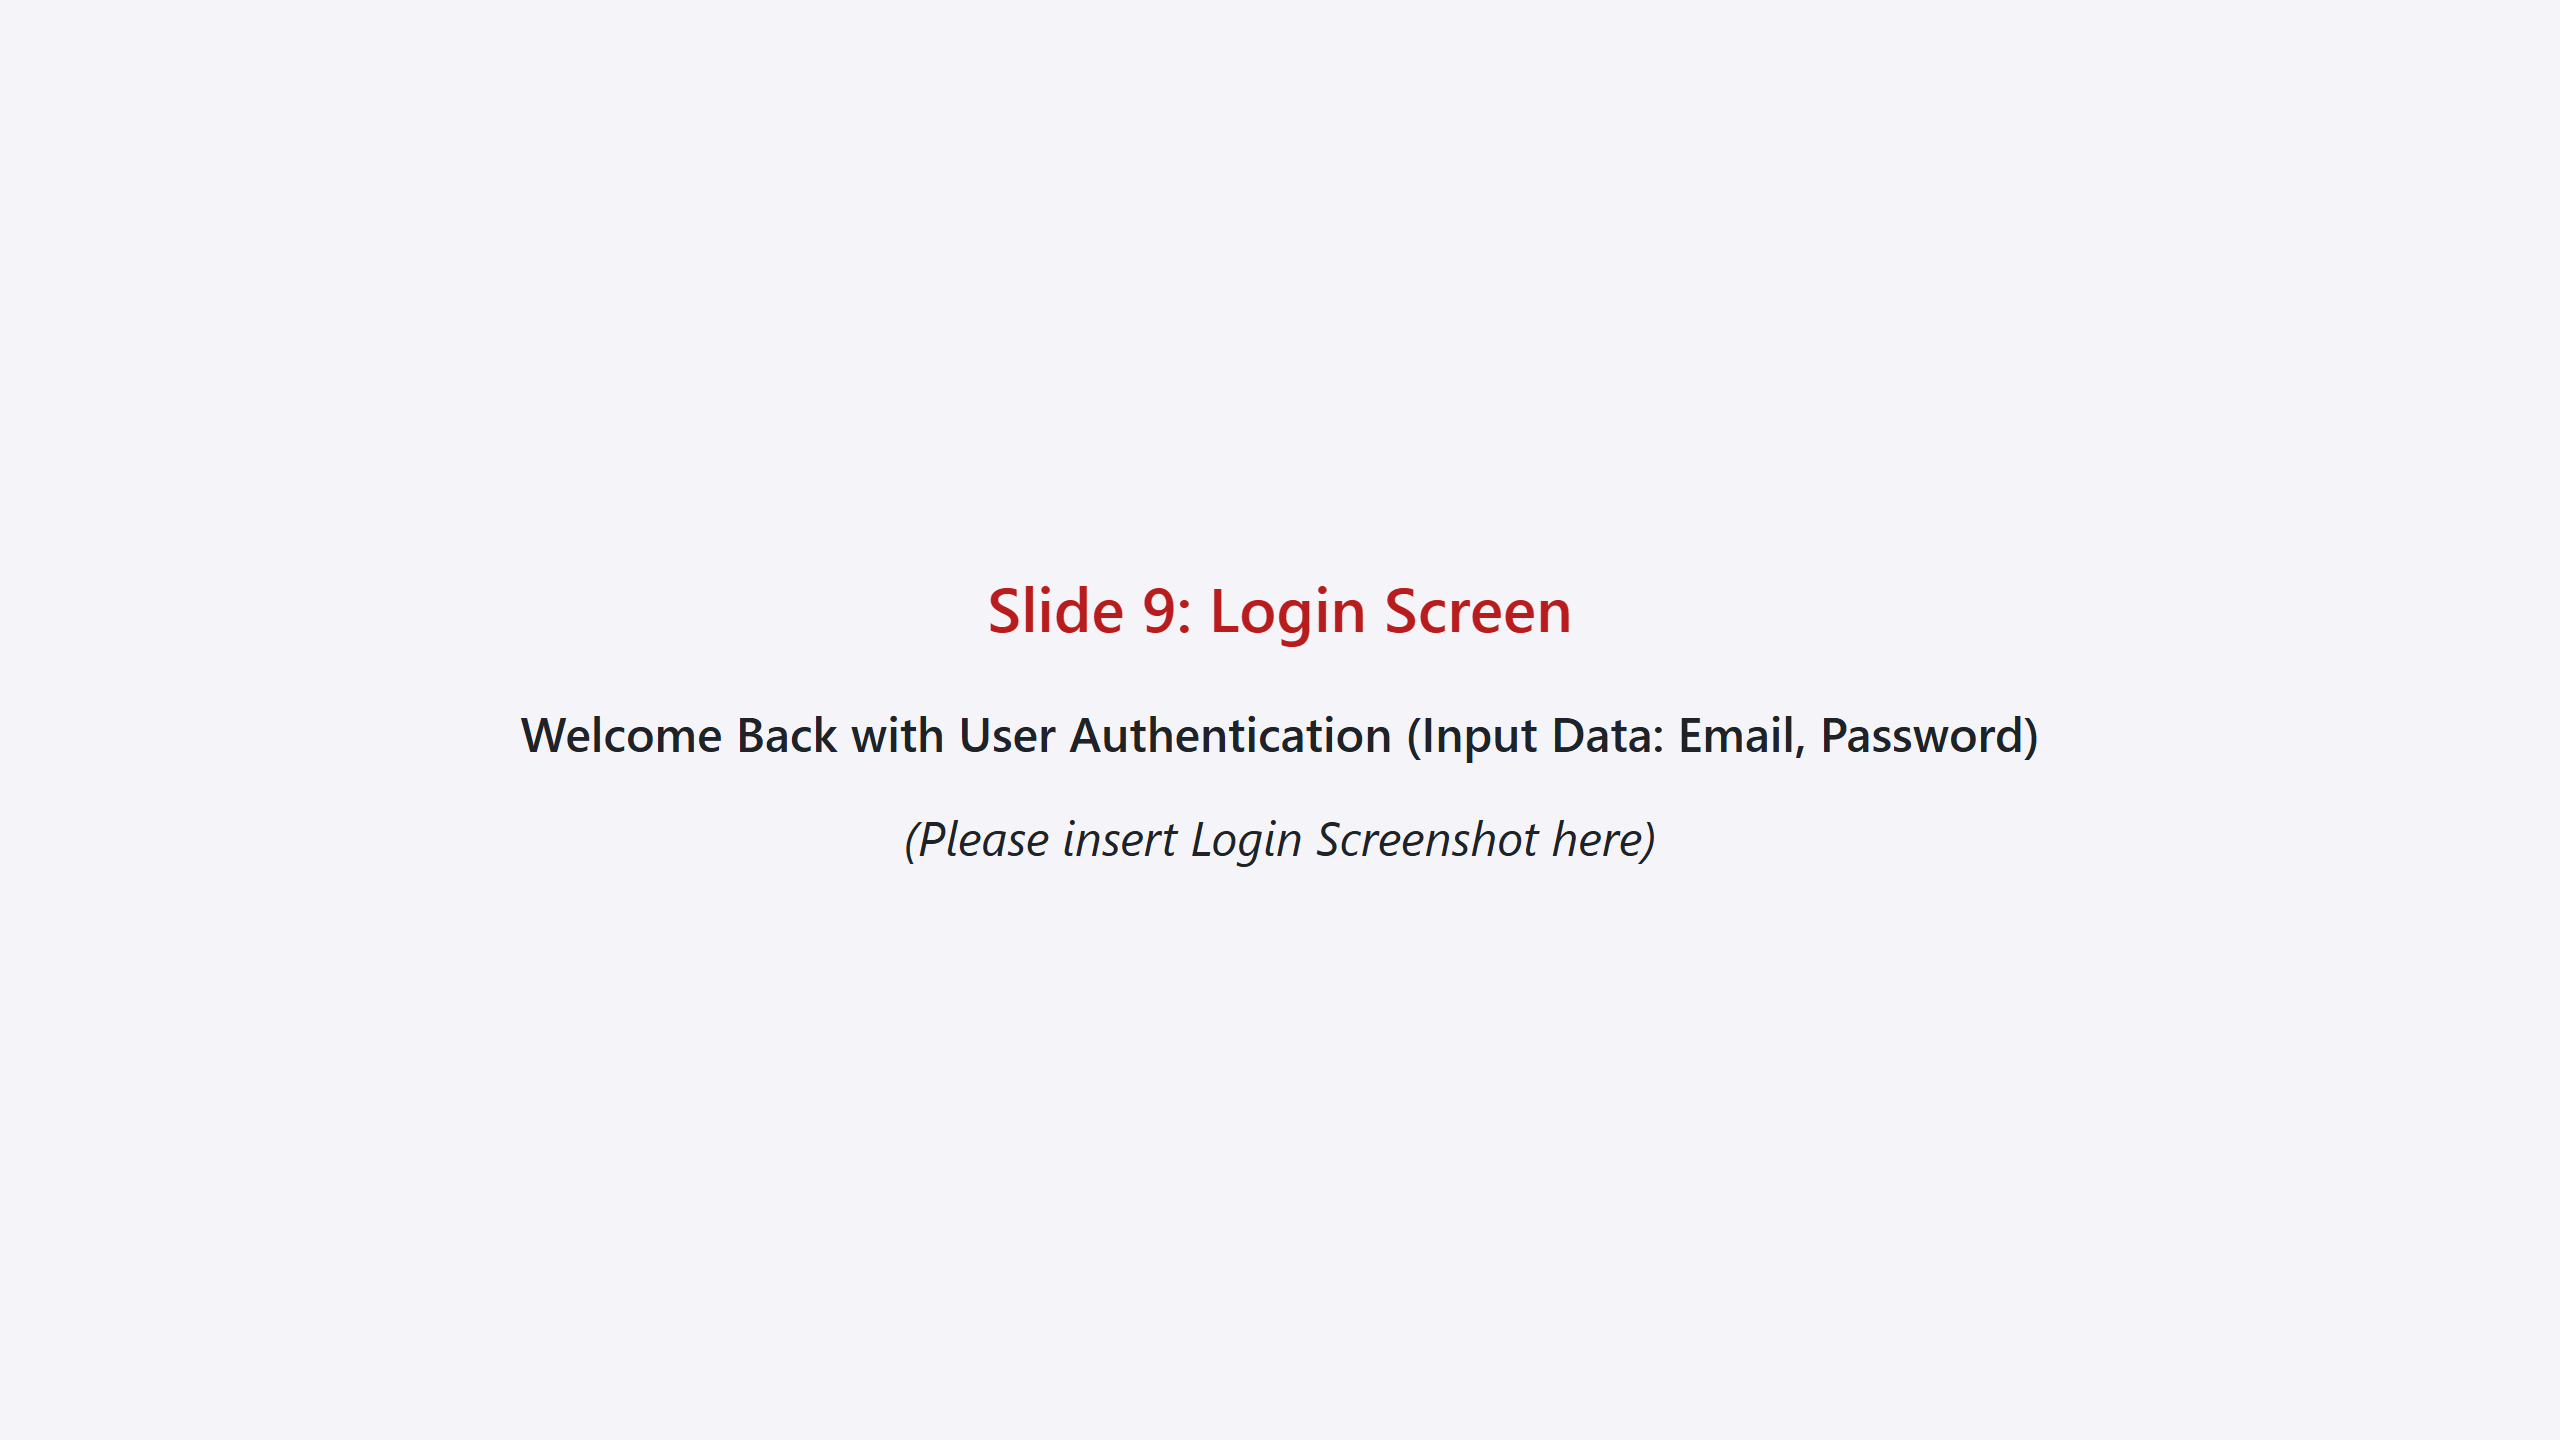 Slide 9: Login Screen
Welcome Back with User Authentication (Input Data: Email, Password)
(Please insert Login Screenshot here)